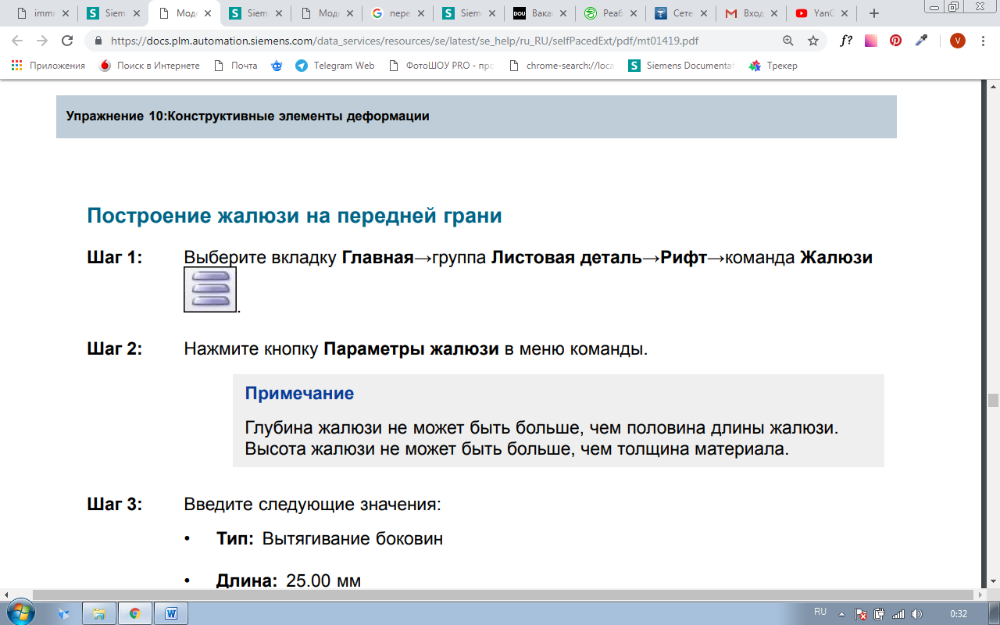 imm
Siem
Моде
Siem
Моде
пере
Siem
DOU
Вака
Реаб
Сете
Вход
YanG
https://docs.plm.automation.siemens.com/data_services/resources/se/latest/se_help/ru_RU/selfPacedExt/pdf/mt01419.pdf
f?
V
Приложения
Поиск в Интернете
Почта
Telegram Web
ФотоШОУ PRO - про
chrome-search://loca
Siemens Documentat
Трекер
Упражнение 10:Конструктивные элементы деформации
Построение жалюзи на передней грани
Шаг 1: Выберите вкладку Главная→группа Листовая деталь→Рифт→команда Жалюзи
.
Шаг 2: Нажмите кнопку Параметры жалюзи в меню команды.
Примечание
Глубина жалюзи не может быть больше, чем половина длины жалюзи.
Высота жалюзи не может быть больше, чем толщина материала.
Шаг 3: Введите следующие значения:
• Тип: Вытягивание боковин
• Длина: 25.00 мм
RU
0:32